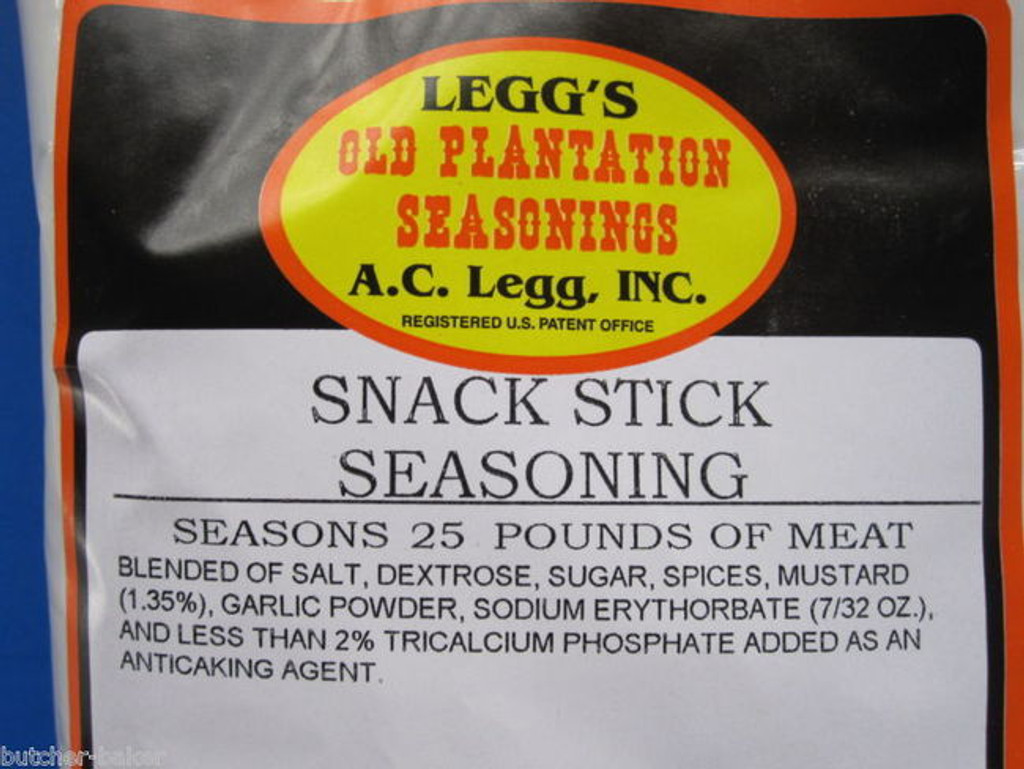 LEGG'S
OLD PLANTATION
SEASONINGS
A.C. Legg, INC.
REGISTERED U.S. PATENT OFFICE
SNACK STICK
SEASONING
SEASONS 25 POUNDS OF MEAT
BLENDED OF SALT, DEXTROSE, SUGAR, SPICES, MUSTARD
(1.35%), GARLIC POWDER, SODIUM ERYTHORBATE (7/32 OZ.),
AND LESS THAN 2% TRICALCIUM PHOSPHATE ADDED AS AN
ANTICAKING AGENT.
butcher-baker